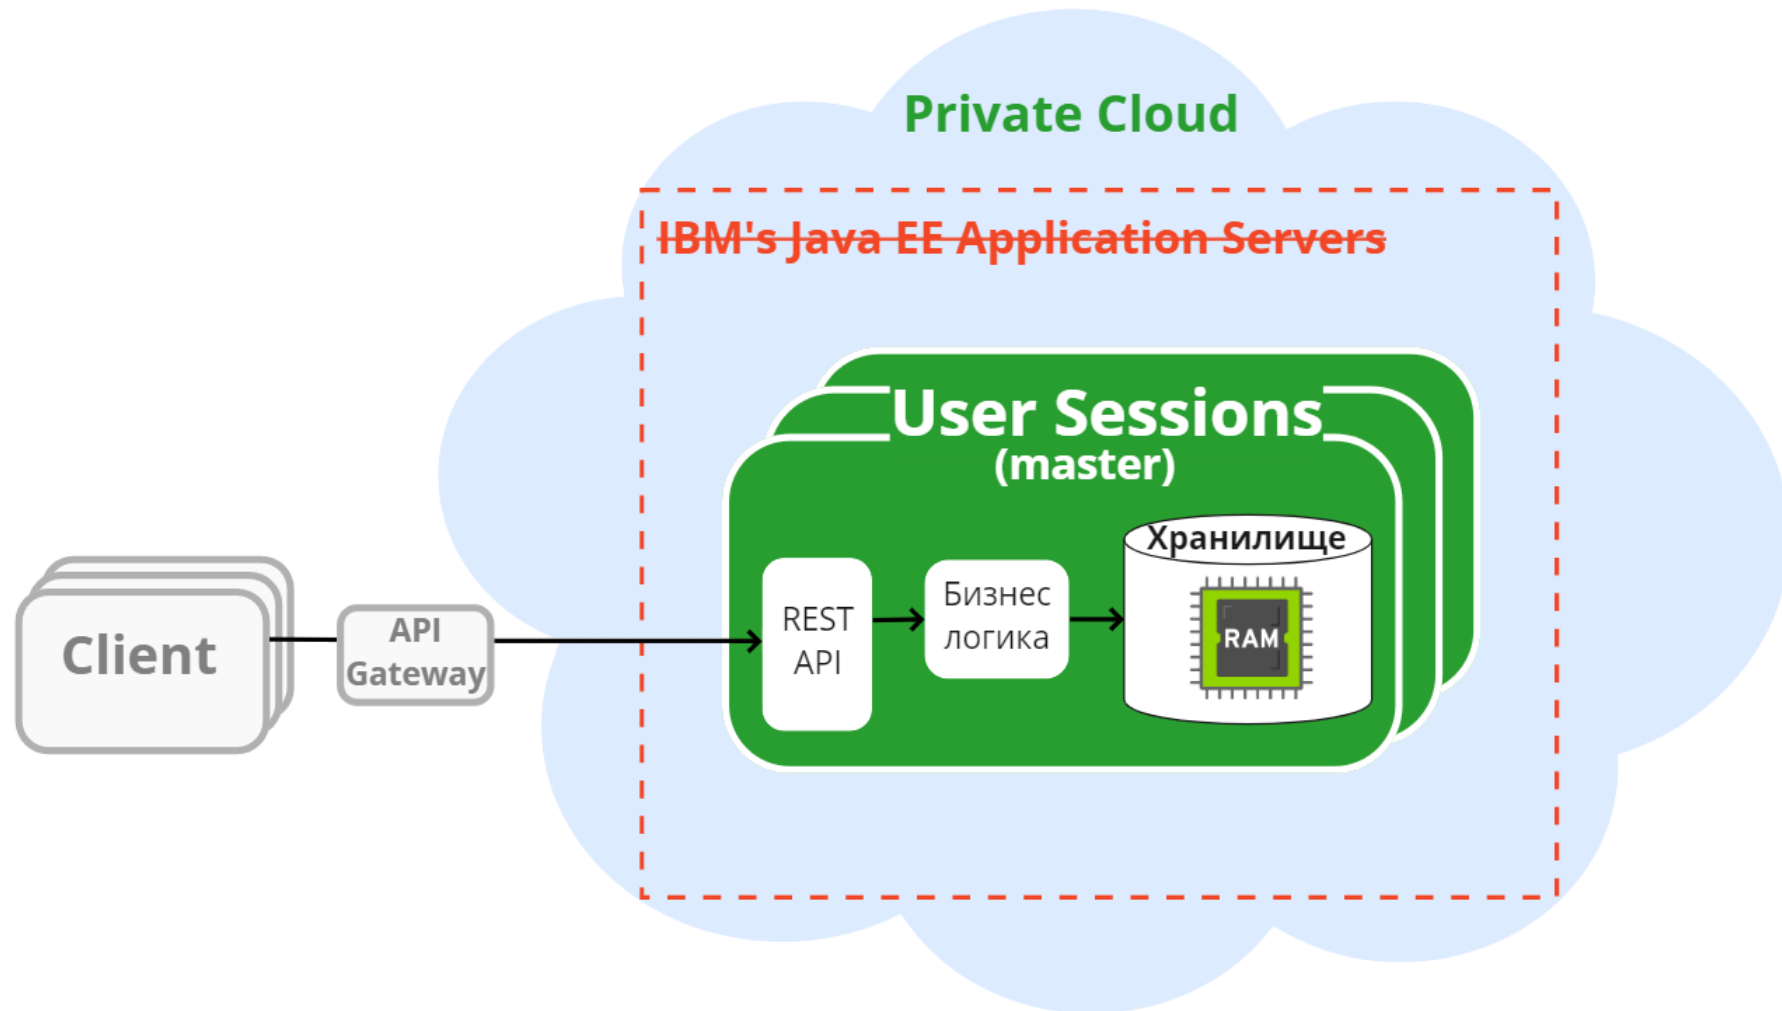 Private Cloud
IBM's Java EE Application Servers
User Sessions
(master)
Хранилище
RAM
REST
API
Бизнес
логика
Client
API
Gateway